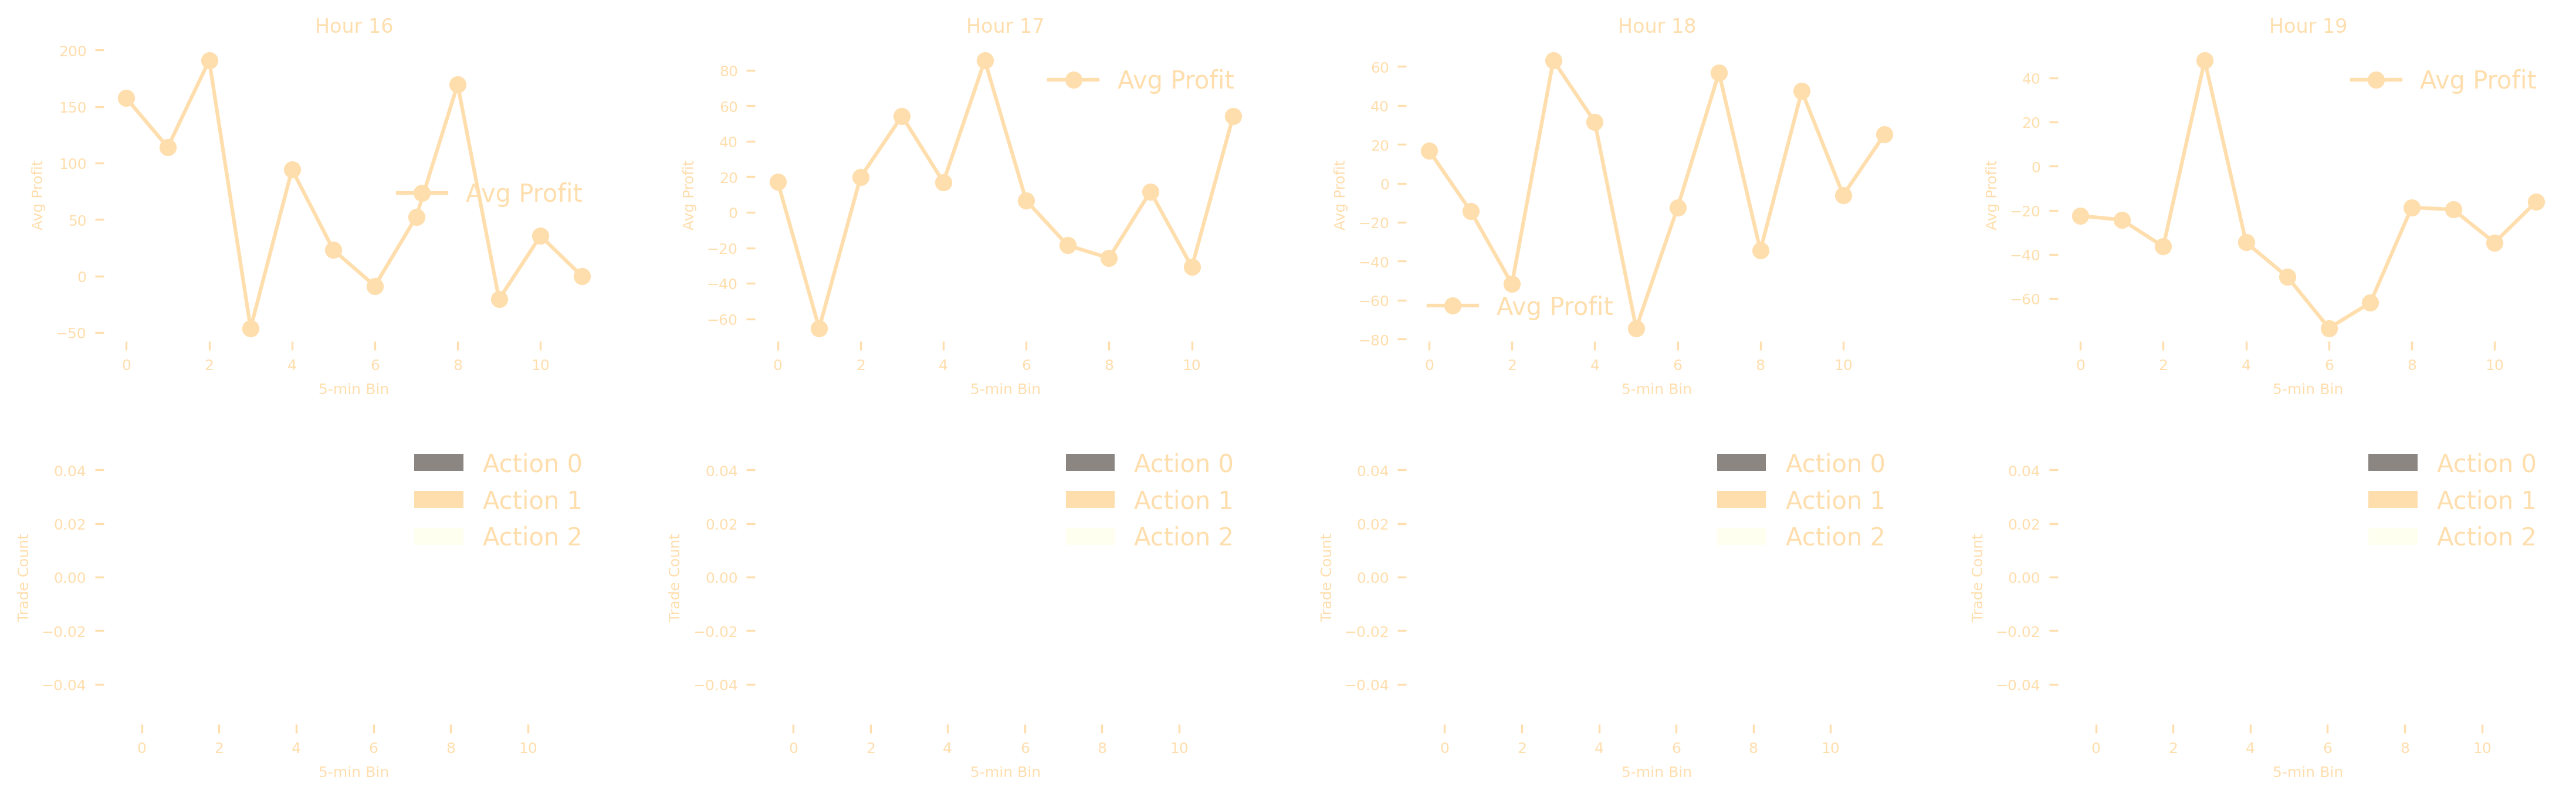 Hour 16
Avg Profit
200
150
100
50
0
−50
Avg Profit
0 2 4 6 8 10
5-min Bin
Hour 17
Avg Profit
80
60
40
20
0
−20
−40
−60
Avg Profit
0 2 4 6 8 10
5-min Bin
Hour 18
Avg Profit
60
40
20
0
−20
−40
−60
−80
Avg Profit
0 2 4 6 8 10
5-min Bin
Hour 19
Avg Profit
40
20
0
−20
−40
−60
Avg Profit
0 2 4 6 8 10
5-min Bin
Trade Count
0.04
0.02
0.00
−0.02
−0.04
Action 0
Action 1
Action 2
0 2 4 6 8 10
5-min Bin
Trade Count
0.04
0.02
0.00
−0.02
−0.04
Action 0
Action 1
Action 2
0 2 4 6 8 10
5-min Bin
Trade Count
0.04
0.02
0.00
−0.02
−0.04
Action 0
Action 1
Action 2
0 2 4 6 8 10
5-min Bin
Trade Count
0.04
0.02
0.00
−0.02
−0.04
Action 0
Action 1
Action 2
0 2 4 6 8 10
5-min Bin